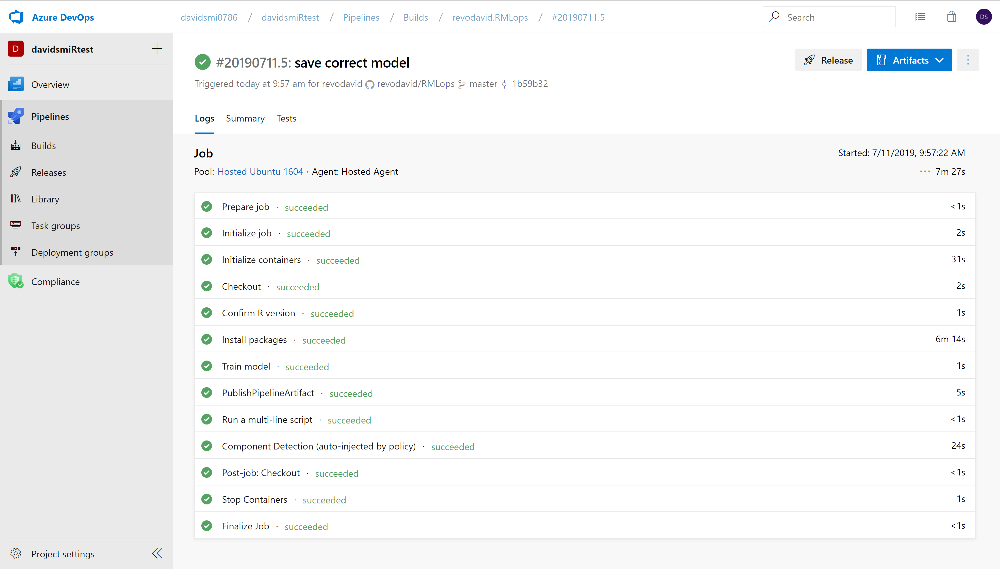 Azure DevOps
davidsmi0786 / davidsmiRtest / Pipelines / Builds / revodavid.RMLops / #20190711.5
Search
DS
D davidsmiRtest
Overview
Pipelines
Builds
Releases
Library
Task groups
Deployment groups
Compliance
Project settings
#20190711.5: save correct model
Release
Artifacts
Triggered today at 9:57 am for revodavid revodavid/RMLops master 1b59b32
Logs Summary Tests
Job
Started: 7/11/2019, 9:57:22 AM
Pool: Hosted Ubuntu 1604 · Agent: Hosted Agent
··· 7m 27s
Prepare job · succeeded <1s
Initialize job · succeeded 2s
Initialize containers · succeeded 31s
Checkout · succeeded 2s
Confirm R version · succeeded 1s
Install packages · succeeded 6m 14s
Train model · succeeded 1s
PublishPipelineArtifact · succeeded 5s
Run a multi-line script · succeeded <1s
Component Detection (auto-injected by policy) · succeeded 24s
Post-job: Checkout · succeeded <1s
Stop Containers · succeeded 1s
Finalize Job · succeeded <1s